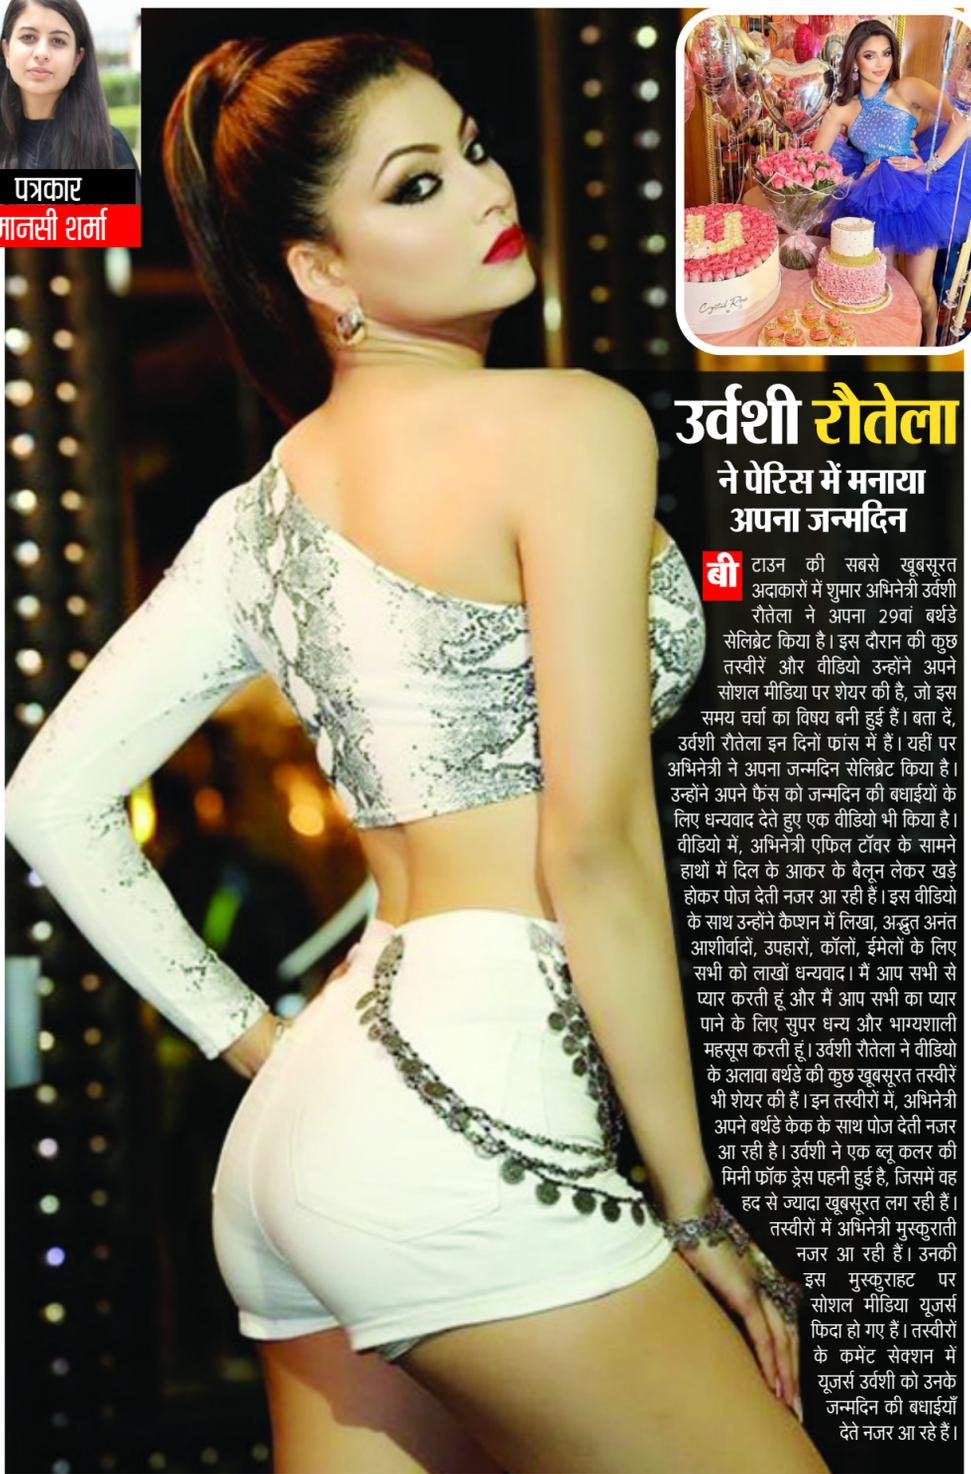 पत्रकार
मानसी शर्मा
Crystal Rose
उर्वशी रौतेला
ने पेरिस में मनाया
अपना जन्मदिन
बी टाउन की सबसे खूबसूरत
अदाकारों में शुमार अभिनेत्री उर्वशी
रौतेला ने अपना 29वां बर्थडे
सेलिब्रेट किया है। इस दौरान की कुछ
तस्वीरें और वीडियो उन्होंने अपने
सोशल मीडिया पर शेयर की है, जो इस
समय चर्चा का विषय बनी हुई हैं। बता दें,
उर्वशी रौतेला इन दिनों फांस में हैं। यहीं पर
अभिनेत्री ने अपना जन्मदिन सेलिब्रेट किया है।
उन्होंने अपने फैंस को जन्मदिन की बधाईयों के
लिए धन्यवाद देते हुए एक वीडियो भी किया है।
वीडियो में, अभिनेत्री एफिल टॉवर के सामने
हाथों में दिल के आकर के बैलून लेकर खड़े
होकर पोज देती नजर आ रही हैं। इस वीडियो
के साथ उन्होंने कैप्शन में लिखा, अद्भुत अनंत
आशीर्वादों, उपहारों, कॉलों, ईमेलों के लिए
सभी को लाखों धन्यवाद। मैं आप सभी से
प्यार करती हूं और मैं आप सभी का प्यार
पाने के लिए सुपर धन्य और भाग्यशाली
महसूस करती हूं। उर्वशी रौतेला ने वीडियो
के अलावा बर्थडे की कुछ खूबसूरत तस्वीरें
भी शेयर की हैं। इन तस्वीरों में, अभिनेत्री
अपने बर्थडे केक के साथ पोज देती नजर
आ रही है। उर्वशी ने एक ब्लू कलर की
मिनी फॉक ड्रेस पहनी हुई है, जिसमें वह
हद से ज्यादा खूबसूरत लग रही हैं।
तस्वीरों में अभिनेत्री मुस्कुराती
नजर आ रही हैं। उनकी
इस मुस्कुराहट पर
सोशल मीडिया यूजर्स
फिदा हो गए हैं। तस्वीरों
के कमेंट सेक्शन में
यूजर्स उर्वशी को उनके
जन्मदिन की बधाईयाँ
देते नजर आ रहे हैं।